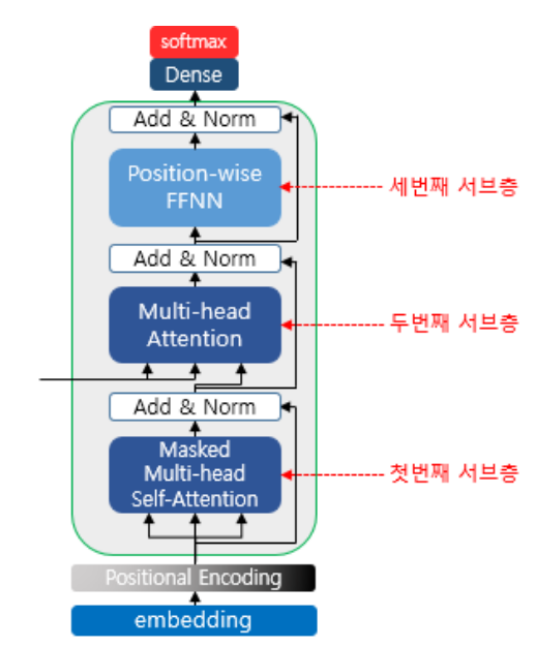 softmax
Dense
Add & Norm
Position-wise
FFNN
세번째 서브층
Add & Norm
Multi-head
Attention
두번째 서브층
Add & Norm
Masked
Multi-head
Self-Attention
첫번째 서브층
Positional Encoding
embedding